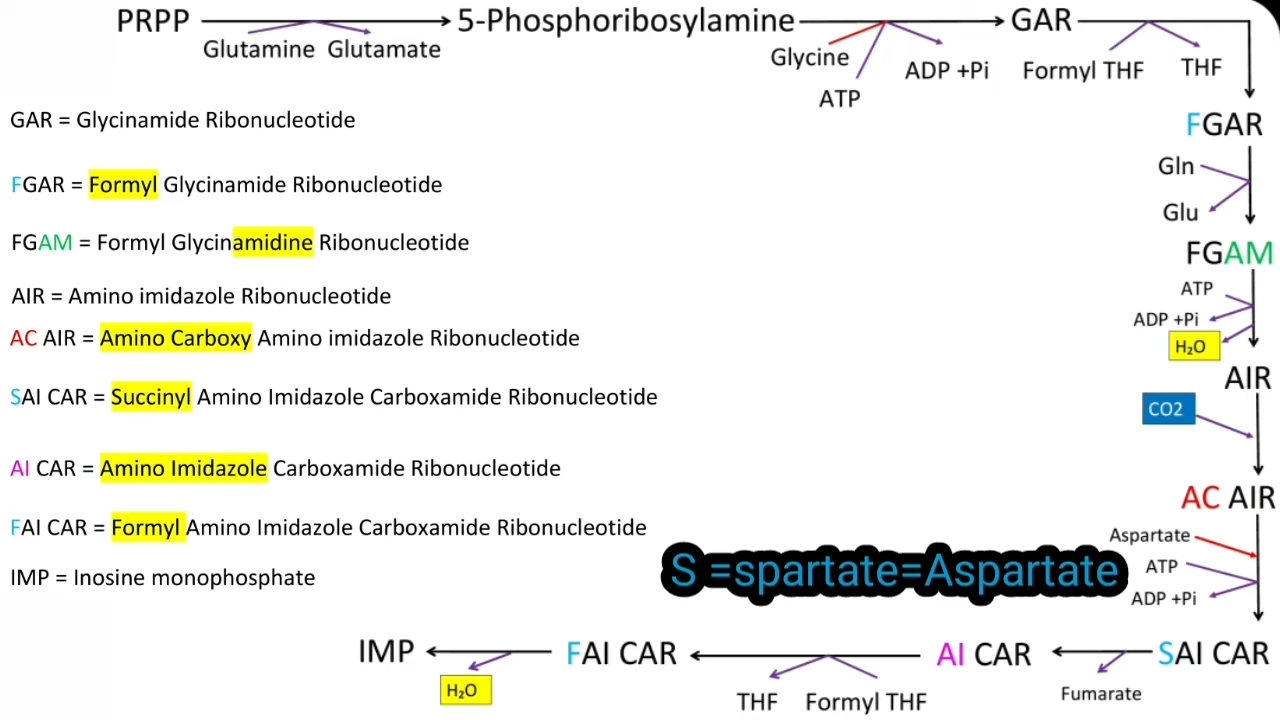 PRPP
5-Phosphoribosylamine
GAR
Glutamine
Glutamate
Glycine
ATP
ADP +Pi
Formyl THF
THF
GAR = Glycinamide Ribonucleotide
FGAR
Gln
Glu
FGAR = Formyl Glycinamide Ribonucleotide
FGAM = Formyl Glycinamidine Ribonucleotide
FGAM
ATP
ADP +Pi
H₂O
AIR = Amino imidazole Ribonucleotide
AC AIR = Amino Carboxy Amino imidazole Ribonucleotide
AIR
CO2
SAI CAR = Succinyl Amino Imidazole Carboxamide Ribonucleotide
AI CAR = Amino Imidazole Carboxamide Ribonucleotide
AC AIR
FAI CAR = Formyl Amino Imidazole Carboxamide Ribonucleotide
Aspartate
ATP
ADP +Pi
S =spartate=Aspartate
IMP = Inosine monophosphate
IMP
FAI CAR
AI CAR
SAI CAR
H₂O
THF
Formyl THF
Fumarate